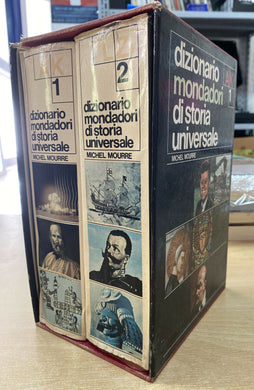 K
1
dizionario
mondadori
di storia
universale
MICHEL MOURRE
2
dizionario
mondadori
di storia
universale
MICHEL MOURRE
dizionario
mondadori 1
di storia
universale
MICHEL MOURRE